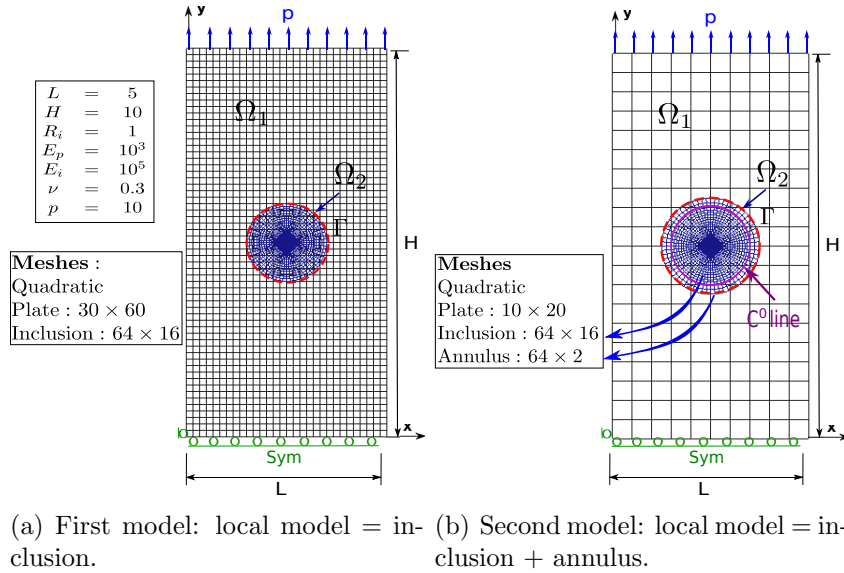 y
p
L = 5
H = 10
R_i = 1
E_p = 10^3
E_i = 10^5
ν = 0.3
p = 10
Ω_1
Ω_2
Γ
H
Meshes :
Quadratic
Plate : 30 × 60
Inclusion : 64 × 16
x
Sym
L
(a) First model: local model = in-
clusion.
y
p
Ω_1
Ω_2
Γ
H
Meshes
Quadratic
Plate : 10 × 20
Inclusion : 64 × 16
Annulus : 64 × 2
C^0 line
x
Sym
L
(b) Second model: local model = in-
clusion + annulus.